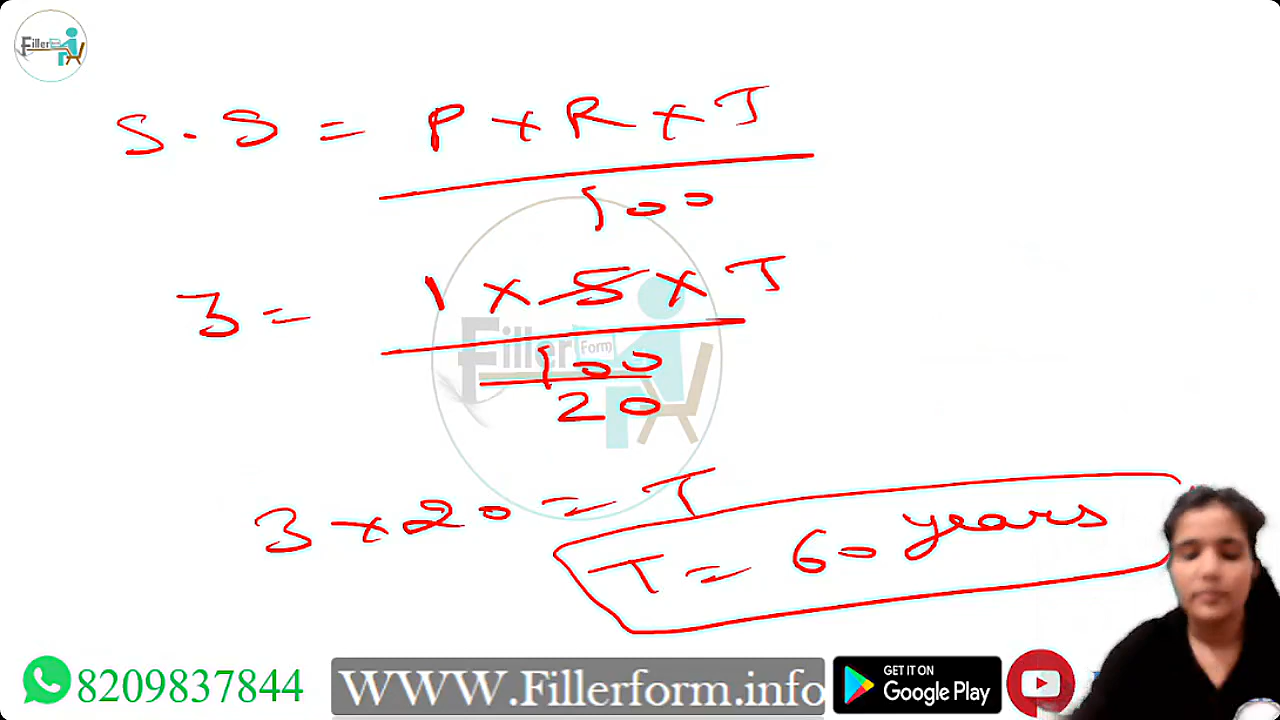 Filler
S.S = P x R x T
100
3 = 1 x 5 x T
100
20
Filler Form
3 x 20 = T
T = 60 years
8209837844
WWW.Fillerform.info
GET IT ON
Google Play